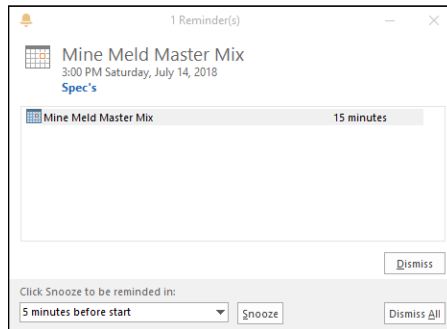 1 Reminder(s)
Mine Meld Master Mix
3:00 PM Saturday, July 14, 2018
Spec's
Mine Meld Master Mix 15 minutes
Dismiss
Click Snooze to be reminded in:
5 minutes before start Snooze Dismiss All